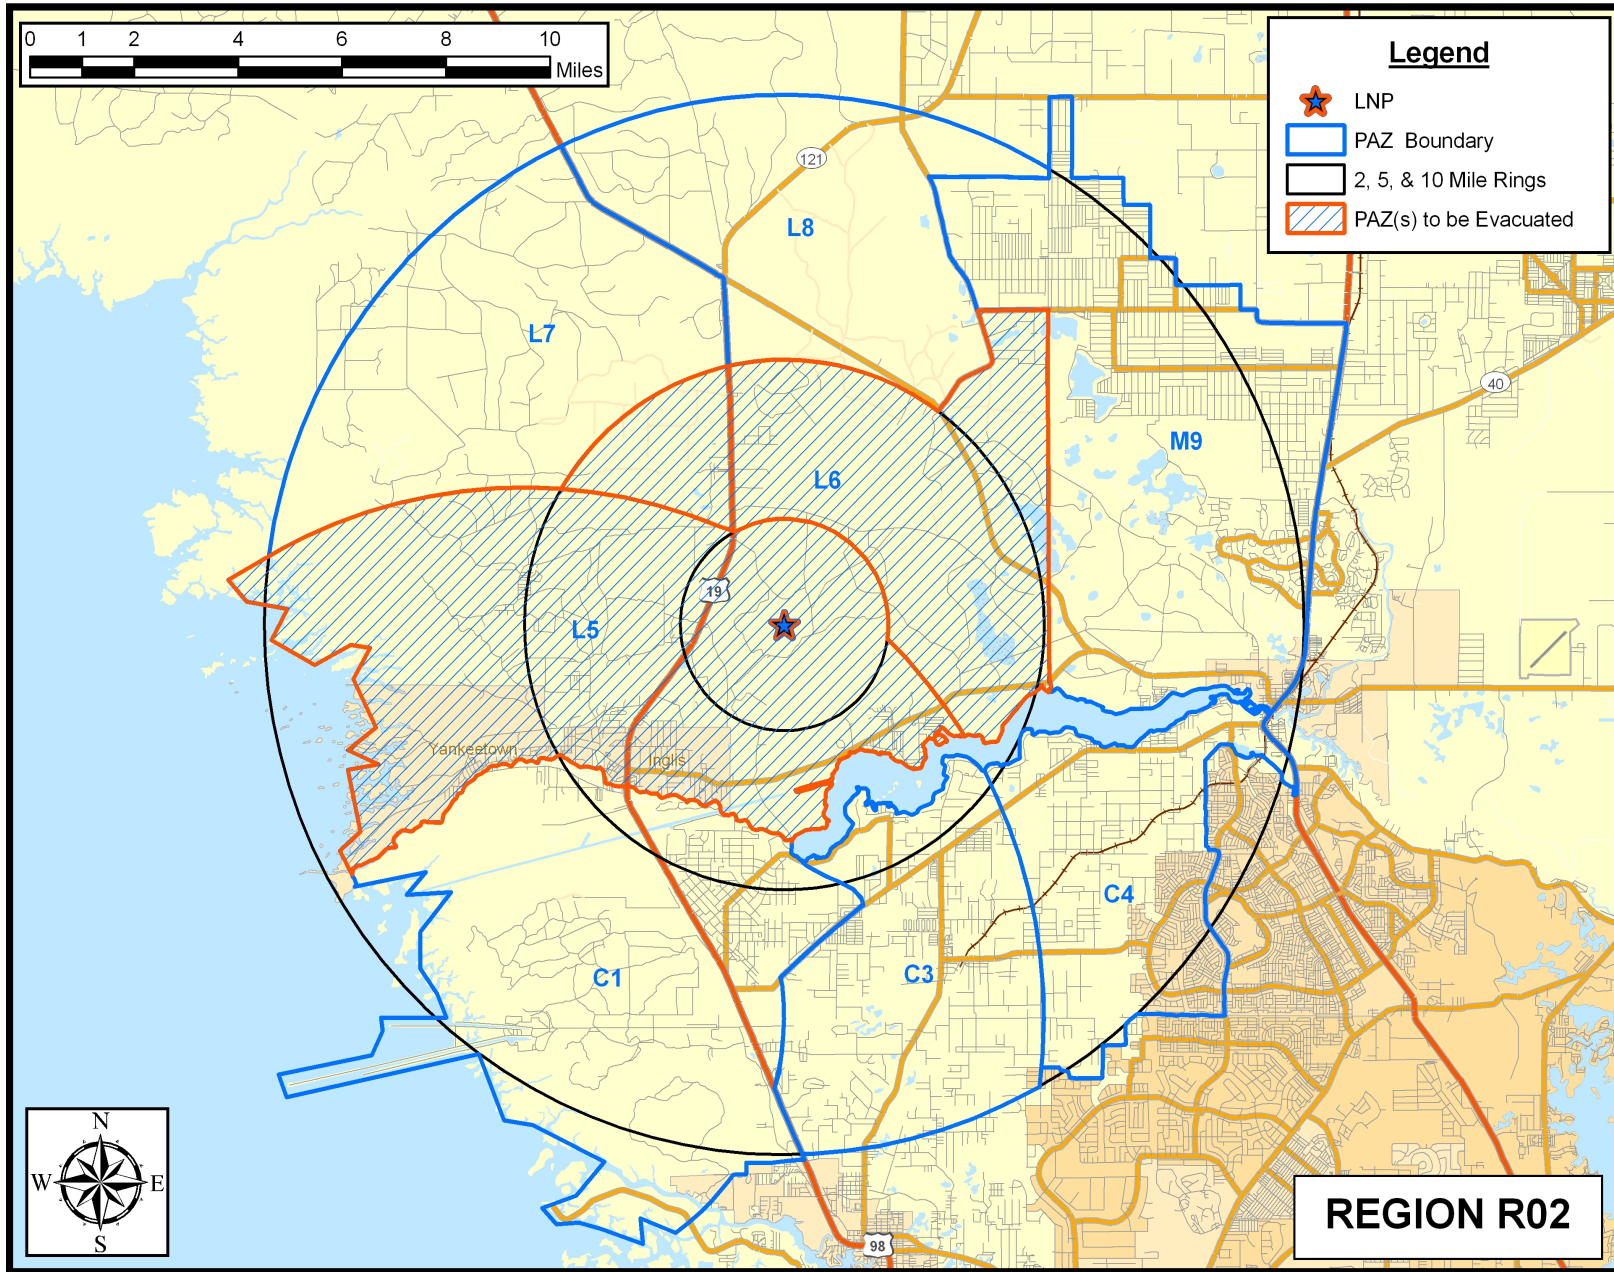 0 1 2 4 6 8 10
Miles
Legend
LNP
PAZ Boundary
2, 5, & 10 Mile Rings
PAZ(s) to be Evacuated
121
L8
L7
40
M9
L6
19
L5
Yankeetown
Inglis
C4
C3
C1
N
W E
S
98
REGION R02